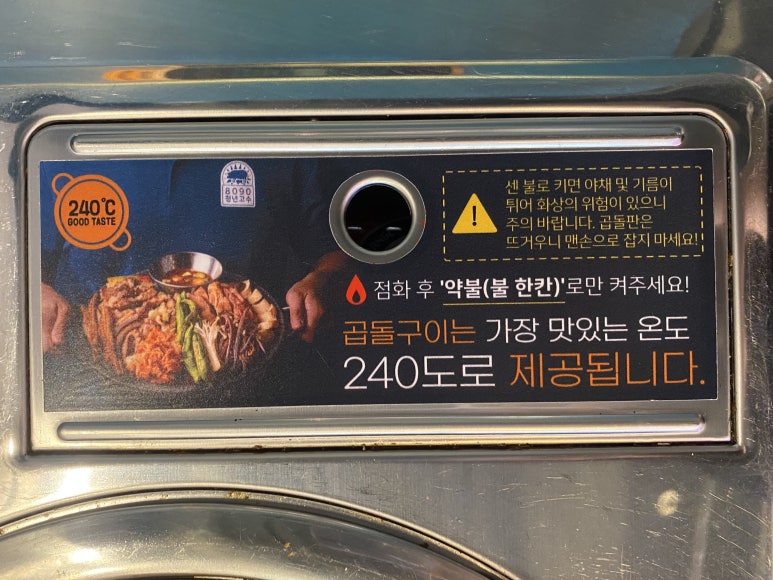 240℃
GOOD TASTE
8090
청년고수
센 불로 키면 야채 및 기름이
튀어 화상의 위험이 있으니
주의 바랍니다. 곱돌판은
뜨거우니 맨손으로 잡지 마세요!
점화 후 '약불(불 한칸)'로만 켜주세요!
곱돌구이는 가장 맛있는 온도
240도로 제공됩니다.